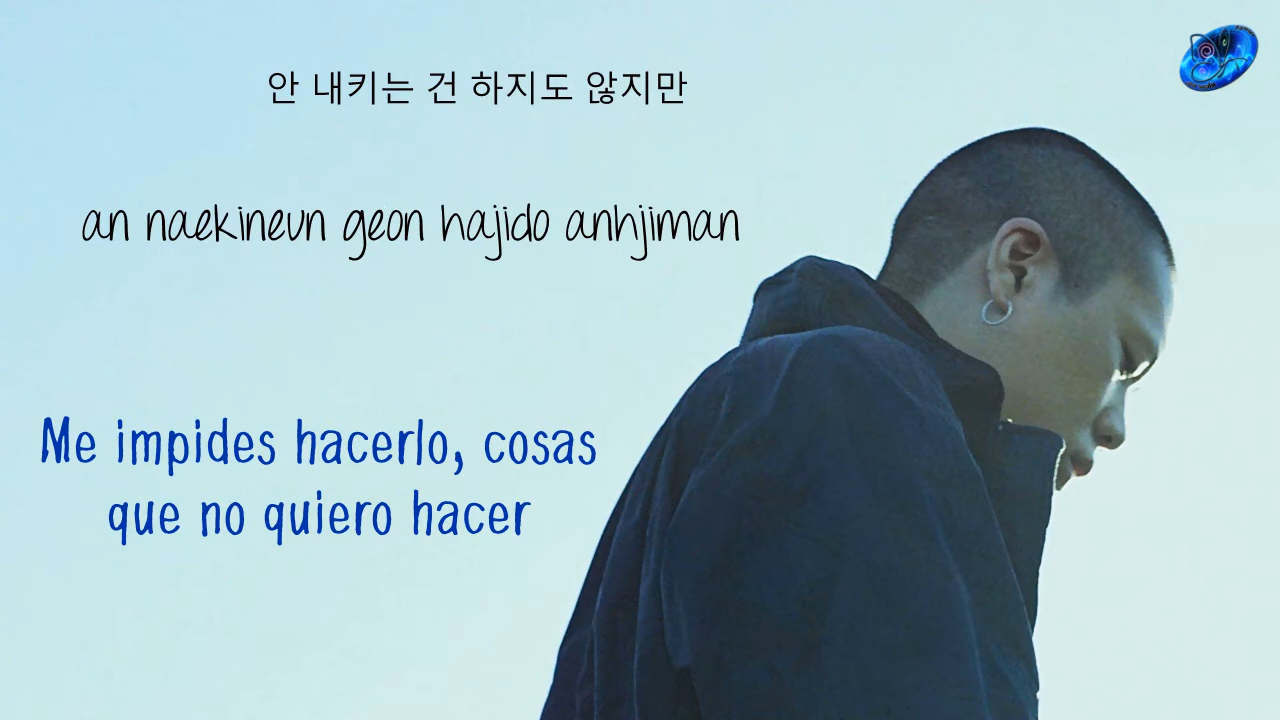 안 내키는 건 하지도 않지만
an naekineun geon hajido anhjiman
Me impides hacerlo, cosas
que no quiero hacer